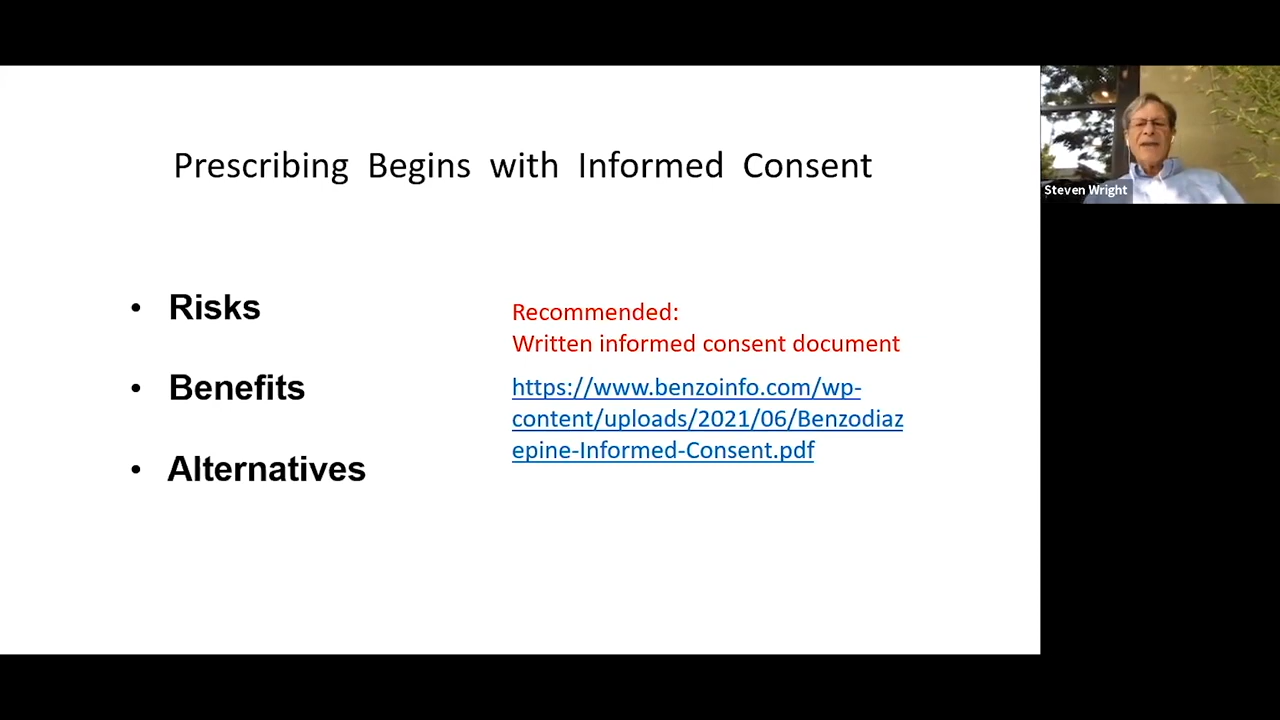 Prescribing Begins with Informed Consent
• Risks
• Benefits
• Alternatives
Recommended:
Written informed consent document
https://www.benzoinfo.com/wp-
content/uploads/2021/06/Benzodiaz
epine-Informed-Consent.pdf
Steven Wright